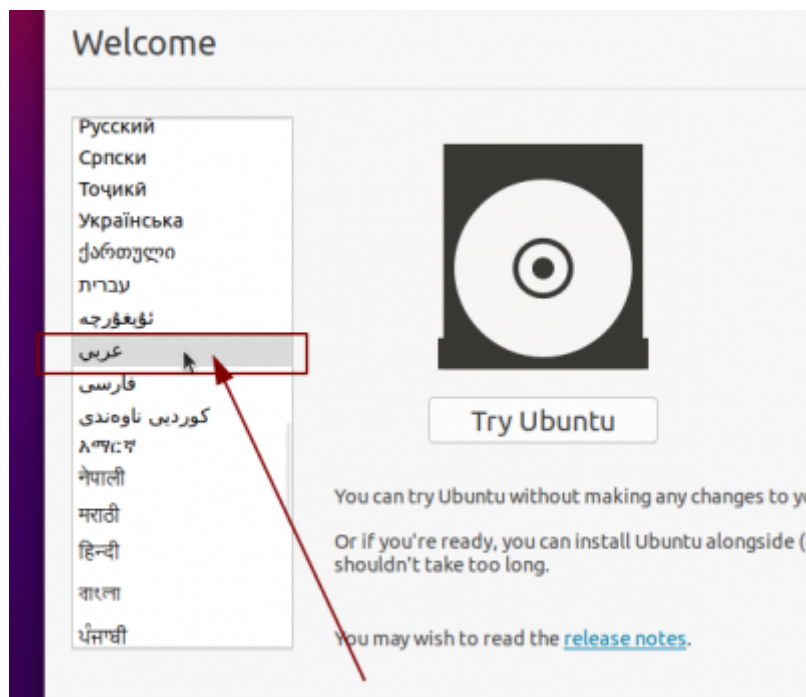 Welcome
Русский
Српски
Тоҷикӣ
Українська
ქართული
עברית
ئۇيغۇرچە
عربي
فارسی
کوردیی ناوەندی
አማርኛ
नेपाली
मराठी
हिन्दी
বাংলা
ਪੰਜਾਬੀ
Try Ubuntu
You can try Ubuntu without making any changes to
Or if you're ready, you can install Ubuntu alongside (
shouldn't take too long.
You may wish to read the release notes.